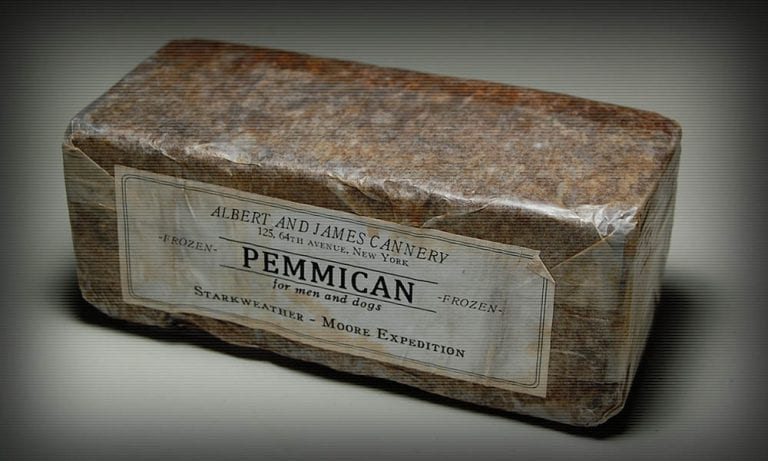 ALBERT AND JAMES CANNERY
125, 64TH AVENUE, NEW YORK
-FROZEN- PEMMICAN -FROZEN-
for men and dogs
STARKWEATHER - MOORE EXPEDITION